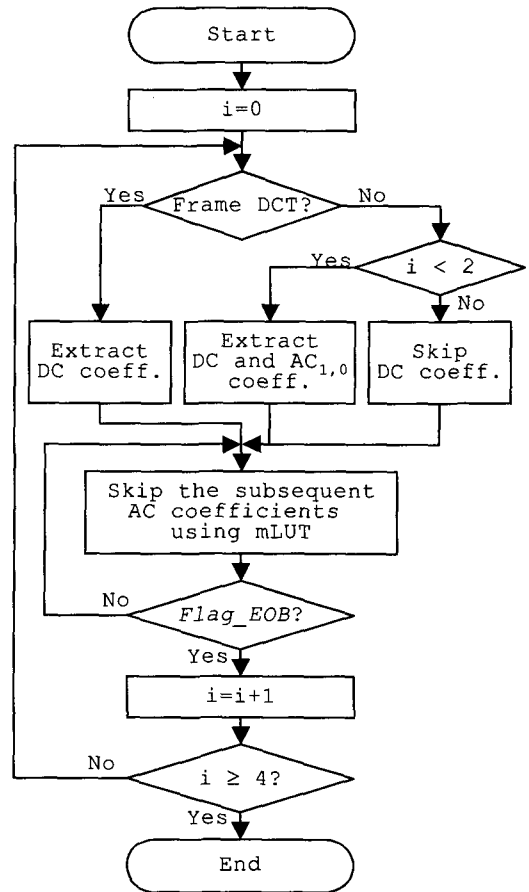 Start
i=0
Yes
Frame DCT?
No
Yes
i < 2
No
Extract
DC coeff.
Extract
DC and AC1,0
coeff.
Skip
DC coeff.
Skip the subsequent
AC coefficients
using mLUT
No
Flag_EOB?
Yes
i=i+1
No
i ≥ 4?
Yes
End